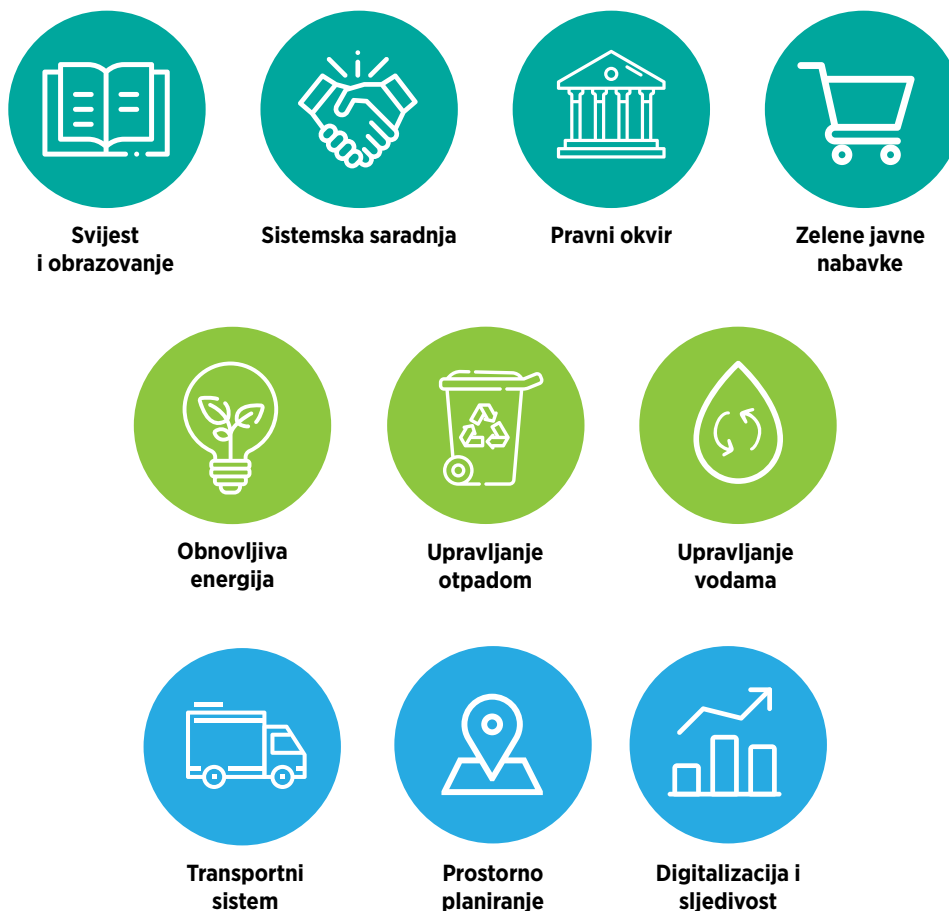 Svijest
i obrazovanje
Sistemska saradnja
Pravni okvir
Zelene javne
nabavke
Obnovljiva
energija
Upravljanje
otpadom
Upravljanje
vodama
Transportni
sistem
Prostorno
planiranje
Digitalizacija i
sljedivost